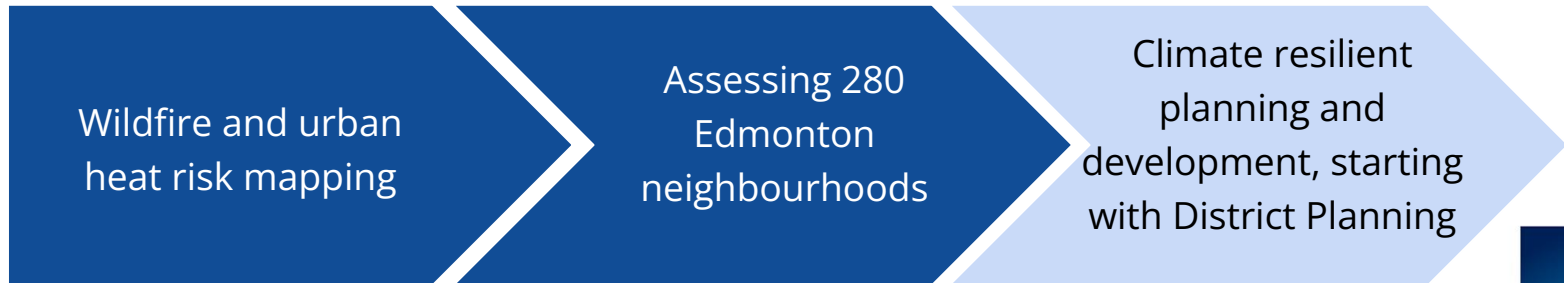 Wildfire and urban
heat risk mapping
Assessing 280
Edmonton
neighbourhoods
Climate resilient
planning and
development, starting
with District Planning